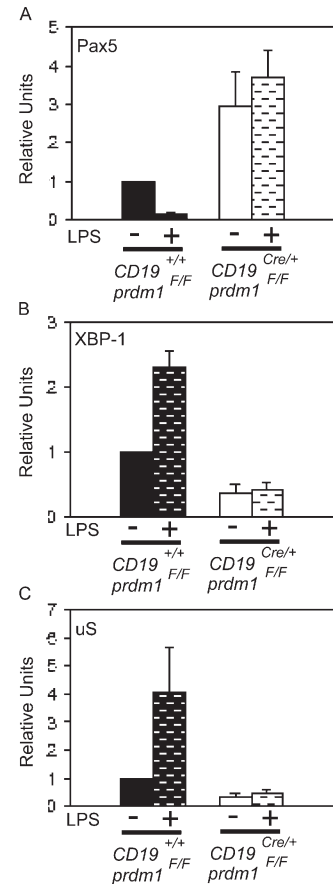 A
Pax5
Relative Units
5
4
3
2
1
0
LPS - + - +
CD19 +/+ CD19 Cre/+
prdm1 F/F prdm1 F/F
B
XBP-1
Relative Units
3
2
1
0
LPS - + - +
CD19 +/+ CD19 Cre/+
prdm1 F/F prdm1 F/F
C
uS
Relative Units
7
6
5
4
3
2
1
0
LPS - + - +
CD19 +/+ CD19 Cre/+
prdm1 F/F prdm1 F/F